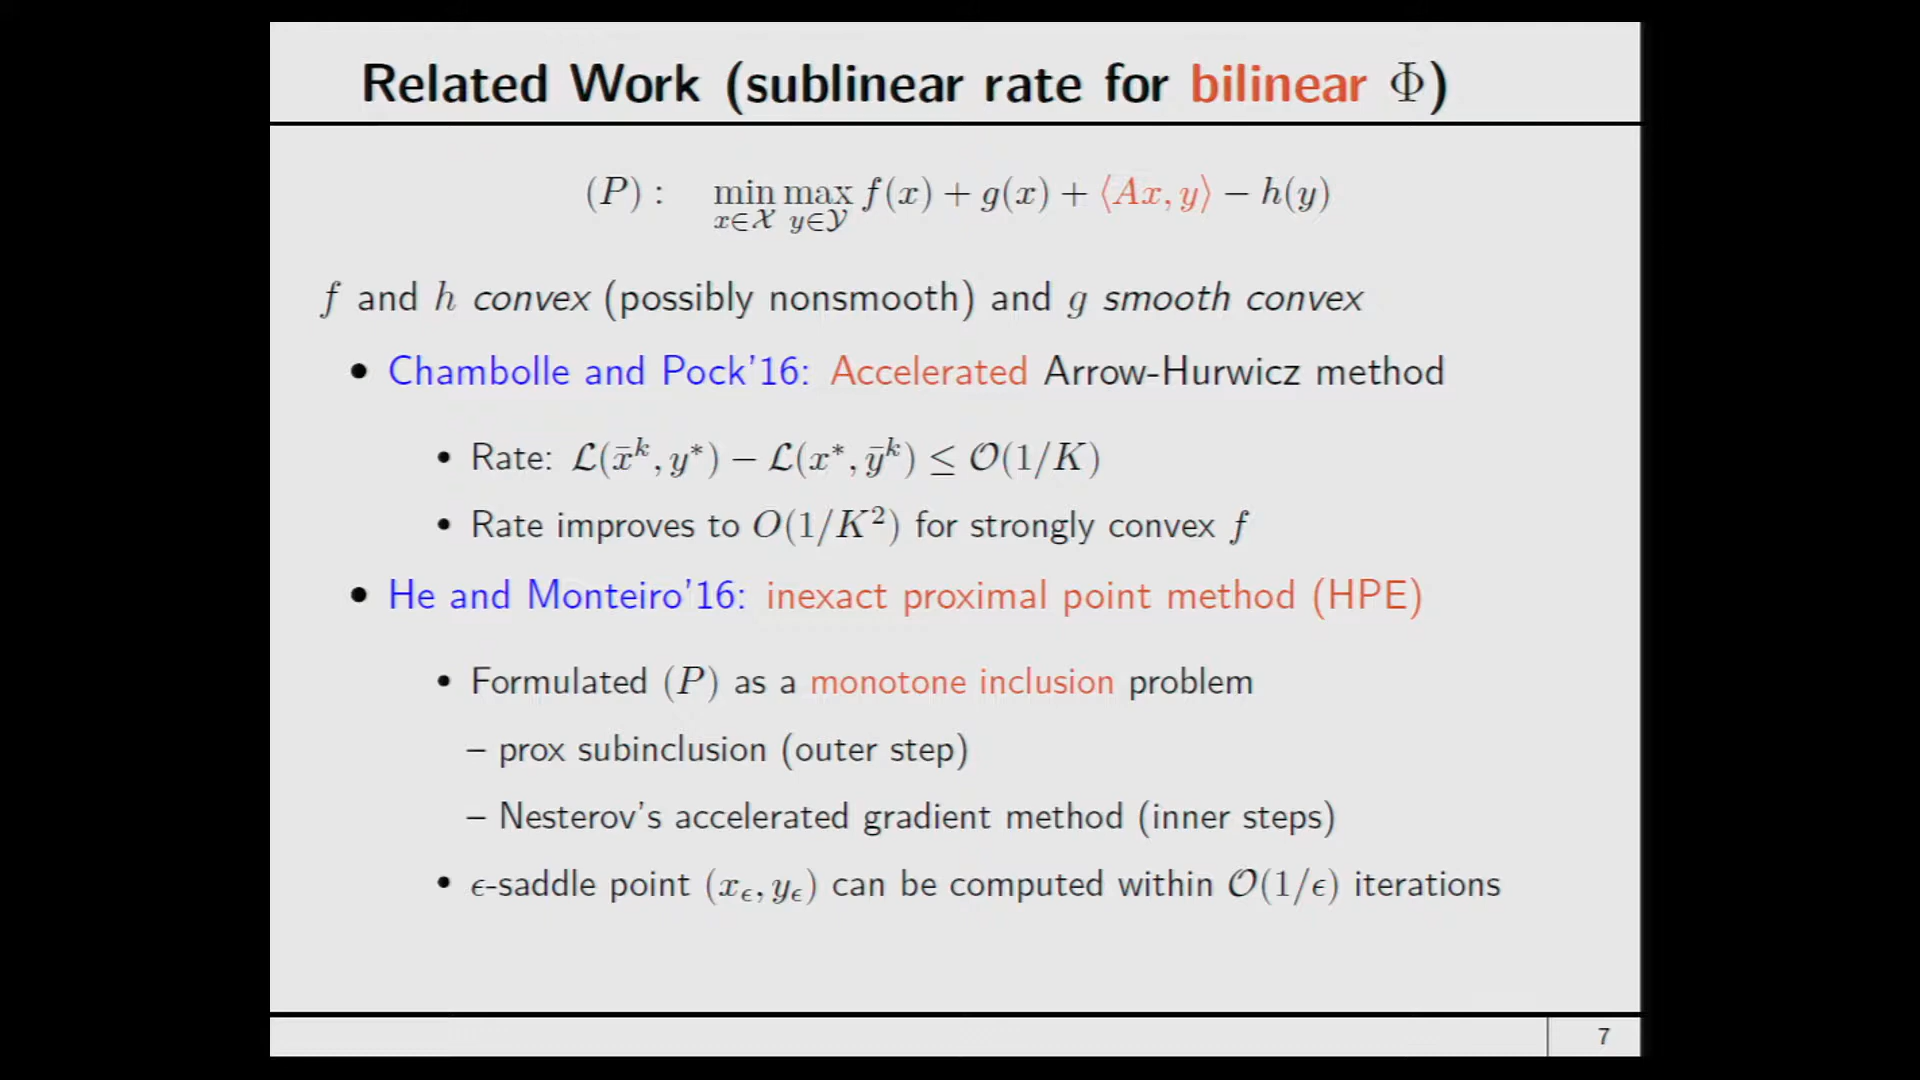 Related Work (sublinear rate for bilinear Φ)
(P) : min max f(x) + g(x) + ⟨Ax, y⟩ − h(y)
x∈𝒳 y∈𝒴
f and h convex (possibly nonsmooth) and g smooth convex
• Chambolle and Pock'16: Accelerated Arrow-Hurwicz method
• Rate: ℒ(x̄ᵏ, y*) − ℒ(x*, ȳᵏ) ≤ 𝒪(1/K)
• Rate improves to O(1/K²) for strongly convex f
• He and Monteiro'16: inexact proximal point method (HPE)
• Formulated (P) as a monotone inclusion problem
– prox subinclusion (outer step)
– Nesterov's accelerated gradient method (inner steps)
• ϵ-saddle point (x_ϵ, y_ϵ) can be computed within 𝒪(1/ϵ) iterations
7